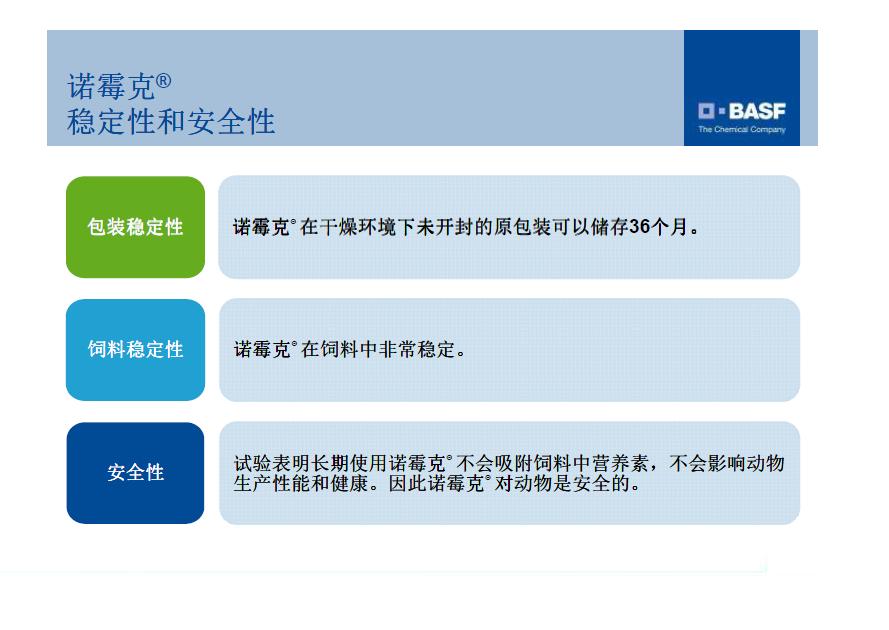 诺霉克®
稳定性和安全性
BASF
The Chemical Company
包装稳定性
诺霉克®在干燥环境下未开封的原包装可以储存36个月。
饲料稳定性
诺霉克®在饲料中非常稳定。
安全性
试验表明长期使用诺霉克®不会吸附饲料中营养素，不会影响动物
生产性能和健康。因此诺霉克®对动物是安全的。